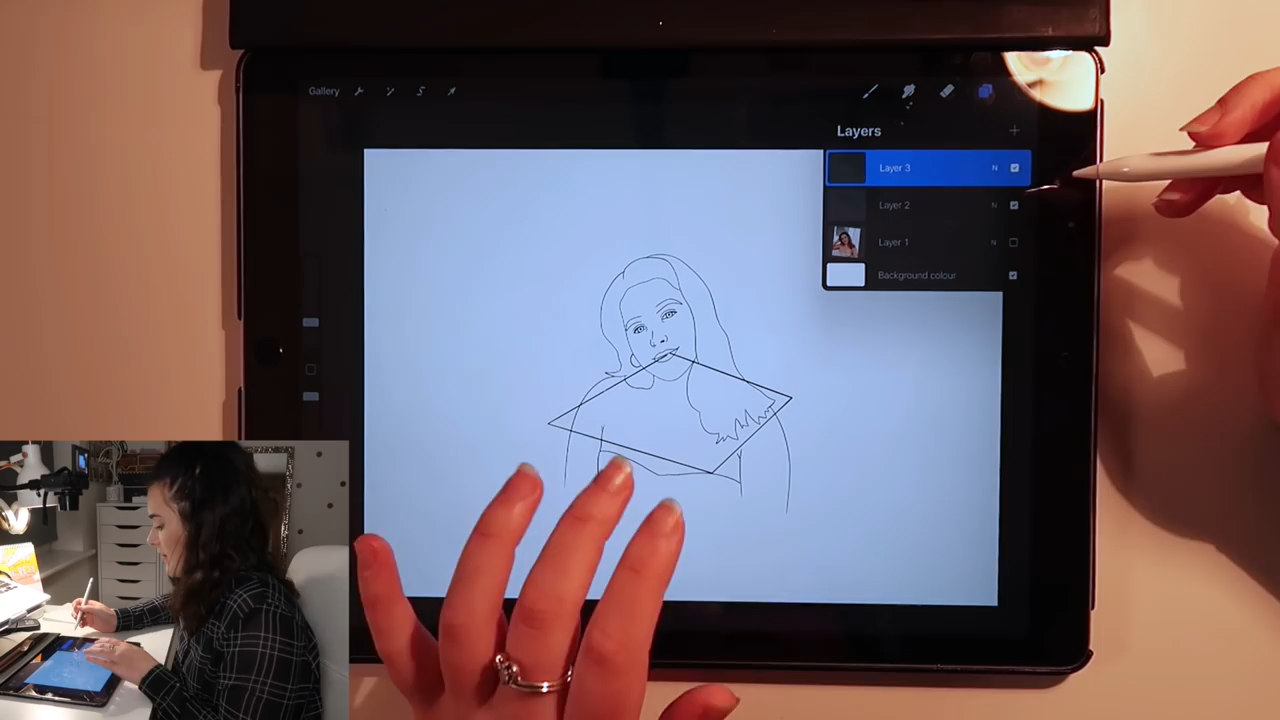 Gallery
Layers
Layer 3 N
Layer 2 N
Layer 1 N
Background colour